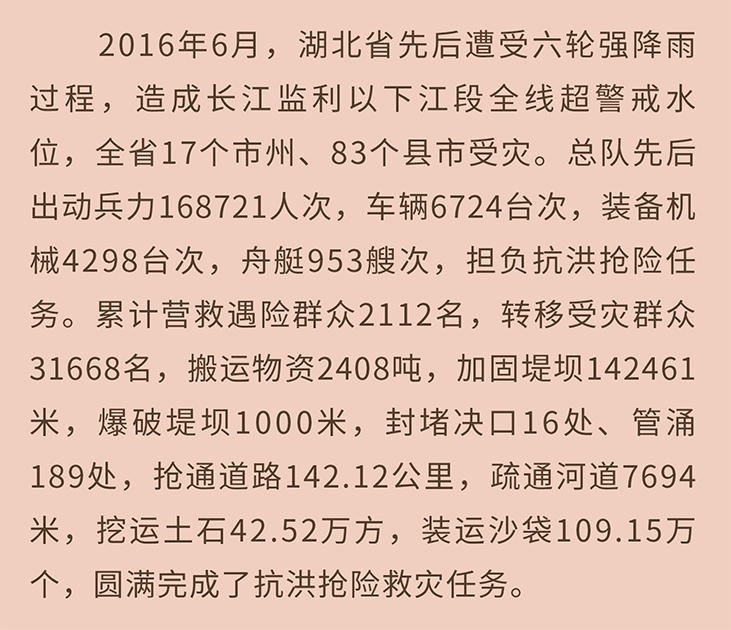 2016年6月，湖北省先后遭受六轮强降雨
过程，造成长江监利以下江段全线超警戒水
位，全省17个市州、83个县市受灾。总队先后
出动兵力168721人次，车辆6724台次，装备机
械4298台次，舟艇953艘次，担负抗洪抢险任
务。累计营救遇险群众2112名，转移受灾群众
31668名，搬运物资2408吨，加固堤坝142461
米，爆破堤坝1000米，封堵决口16处、管涌
189处，抢通道路142.12公里，疏通河道7694
米，挖运土石42.52万方，装运沙袋109.15万
个，圆满完成了抗洪抢险救灾任务。